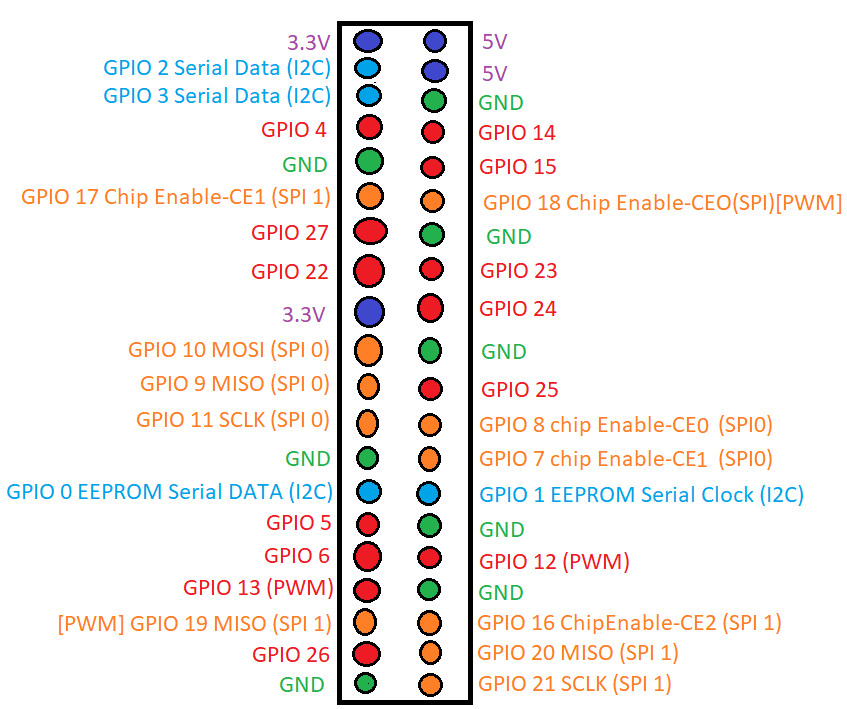 3.3V 5V
GPIO 2 Serial Data (I2C) 5V
GPIO 3 Serial Data (I2C) GND
GPIO 4 GPIO 14
GND GPIO 15
GPIO 17 Chip Enable-CE1 (SPI 1) GPIO 18 Chip Enable-CEO(SPI)[PWM]
GPIO 27 GND
GPIO 22 GPIO 23
3.3V GPIO 24
GPIO 10 MOSI (SPI 0) GND
GPIO 9 MISO (SPI 0) GPIO 25
GPIO 11 SCLK (SPI 0) GPIO 8 chip Enable-CE0 (SPI0)
GND GPIO 7 chip Enable-CE1 (SPI0)
GPIO 0 EEPROM Serial DATA (I2C) GPIO 1 EEPROM Serial Clock (I2C)
GPIO 5 GND
GPIO 6 GPIO 12 (PWM)
GPIO 13 (PWM) GND
[PWM] GPIO 19 MISO (SPI 1) GPIO 16 ChipEnable-CE2 (SPI 1)
GPIO 26 GPIO 20 MISO (SPI 1)
GND GPIO 21 SCLK (SPI 1)